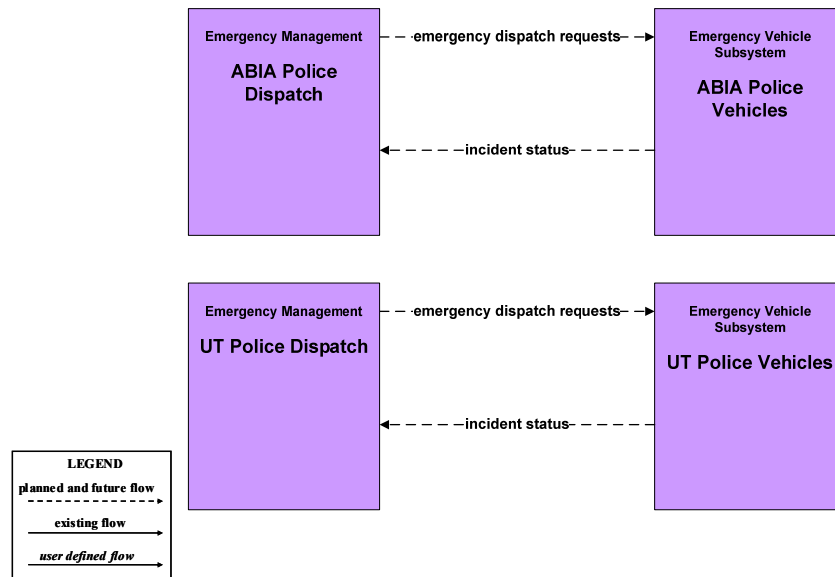 Emergency Management
ABIA Police
Dispatch
emergency dispatch requests
incident status
Emergency Vehicle
Subsystem
ABIA Police
Vehicles
Emergency Management
UT Police Dispatch
emergency dispatch requests
incident status
Emergency Vehicle
Subsystem
UT Police Vehicles
LEGEND
planned and future flow
existing flow
user defined flow